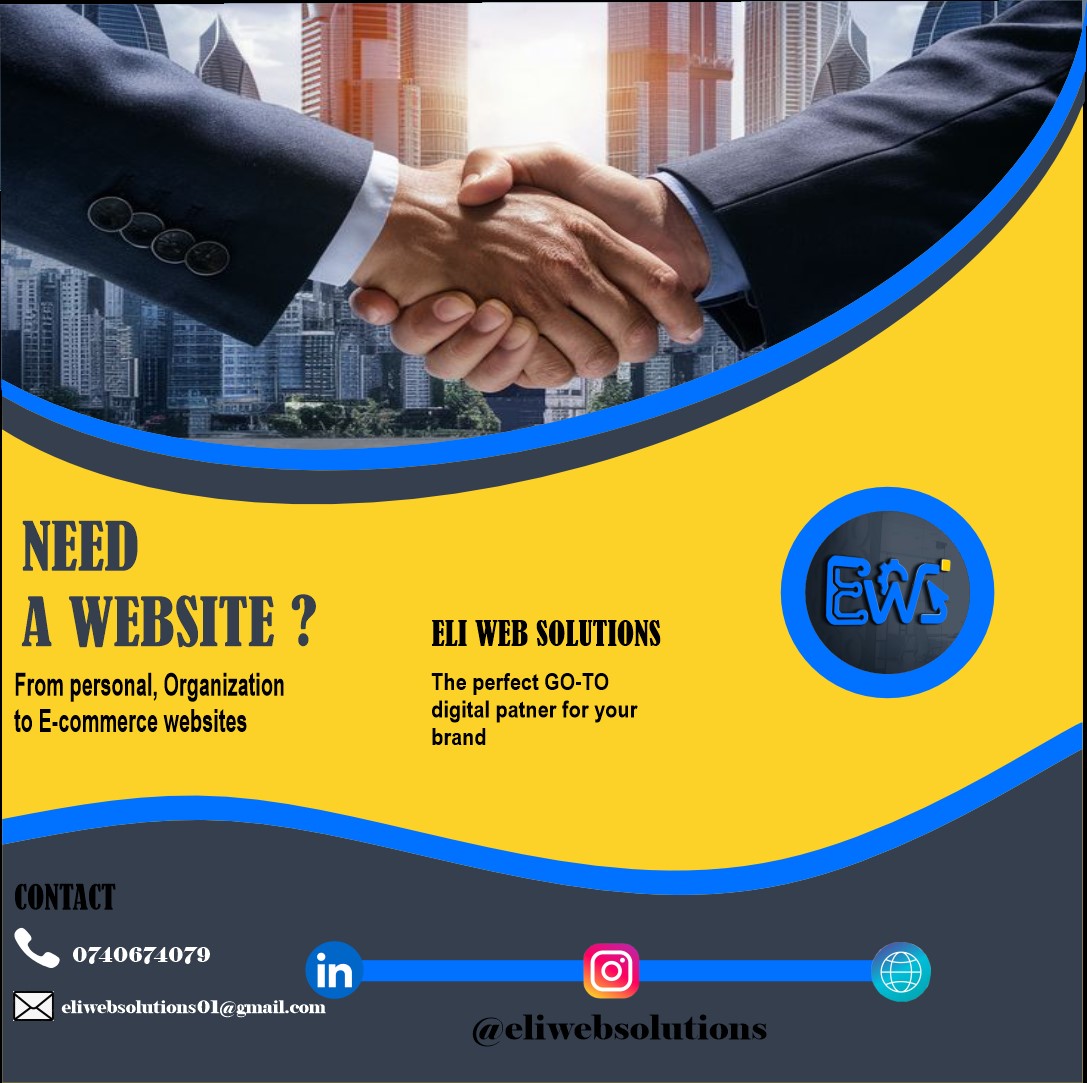 NEED
A WEBSITE ?
From personal, Organization
to E-commerce websites
ELI WEB SOLUTIONS
The perfect GO-TO
digital patner for your
brand
EWS
CONTACT
0740674079
eliwebsolutions01@gmail.com
in
@eliwebsolutions